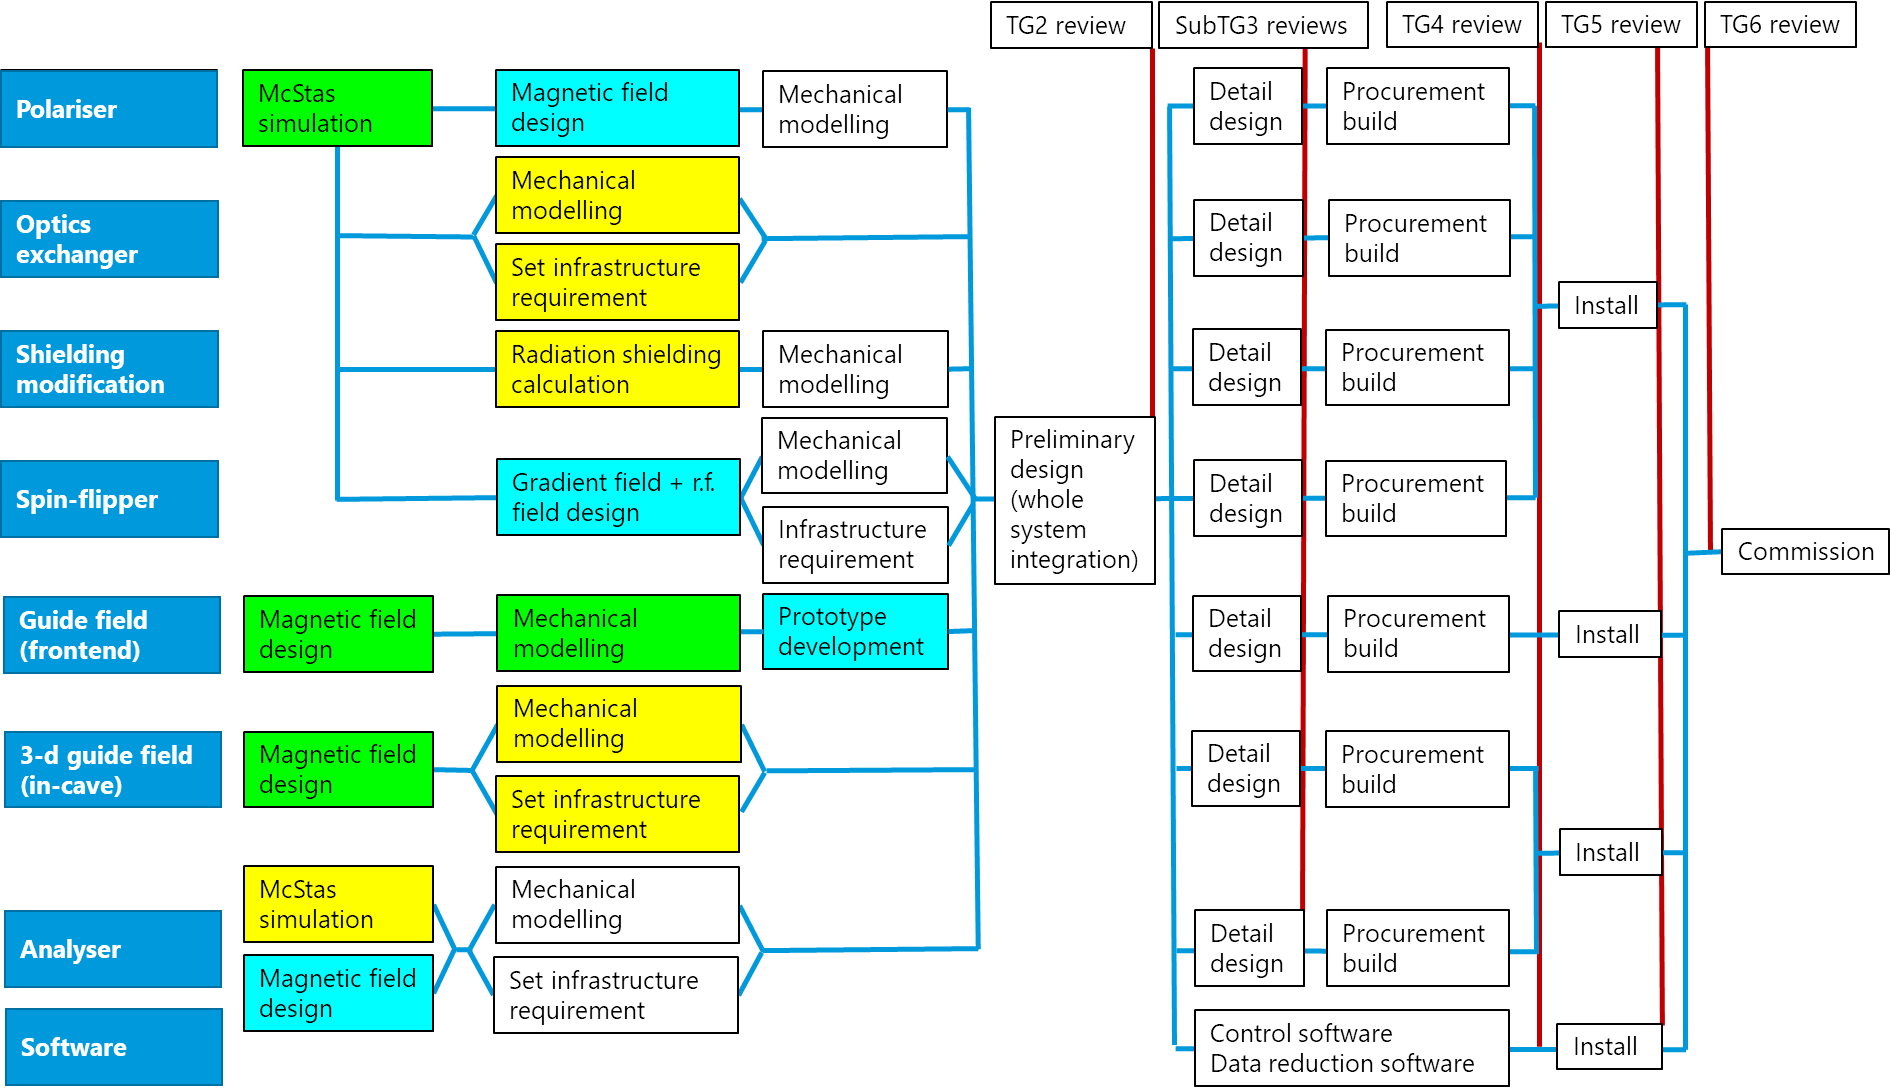 TG2 review
SubTG3 reviews
TG4 review
TG5 review
TG6 review
Polariser
McStas
simulation
Magnetic field
design
Mechanical
modelling
Detail
design
Procurement
build
Optics
exchanger
Mechanical
modelling
Set infrastructure
requirement
Detail
design
Procurement
build
Install
Shielding
modification
Radiation shielding
calculation
Mechanical
modelling
Detail
design
Procurement
build
Spin-flipper
Gradient field + r.f.
field design
Mechanical
modelling
Infrastructure
requirement
Preliminary
design
(whole
system
integration)
Detail
design
Procurement
build
Commission
Guide field
(frontend)
Magnetic field
design
Mechanical
modelling
Prototype
development
Detail
design
Procurement
build
Install
3-d guide field
(in-cave)
Magnetic field
design
Mechanical
modelling
Set infrastructure
requirement
Detail
design
Procurement
build
Install
Analyser
McStas
simulation
Magnetic field
design
Mechanical
modelling
Set infrastructure
requirement
Detail
design
Procurement
build
Software
Control software
Data reduction software
Install